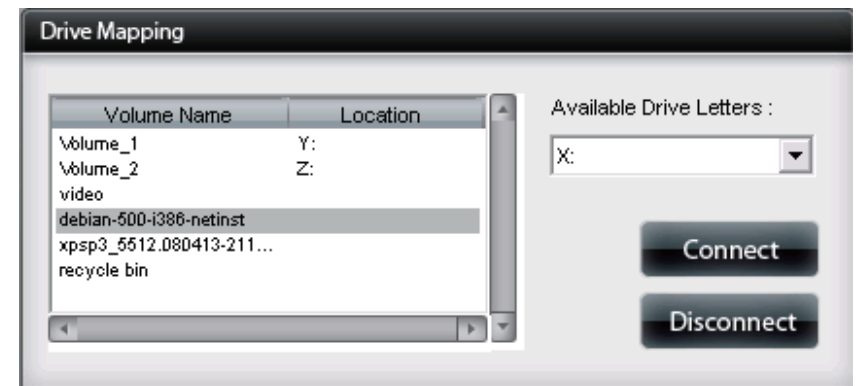 Drive Mapping
Volume Name Location
Volume_1 Y:
Volume_2 Z:
video
debian-500-i386-netinst
xpsp3_5512.080413-211...
recycle bin
Available Drive Letters :
X:
Connect
Disconnect